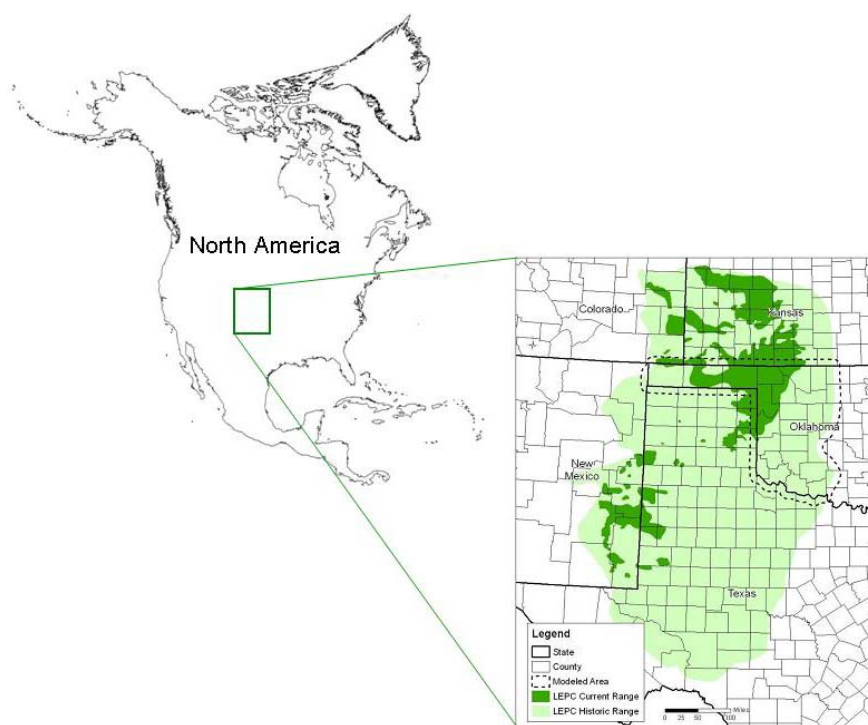 North America
Colorado
Kansas
Oklahoma
New
Mexico
Texas
Legend
State
County
Modeled Area
LEPC Current Range
LEPC Historic Range
Miles
0 25 50 100